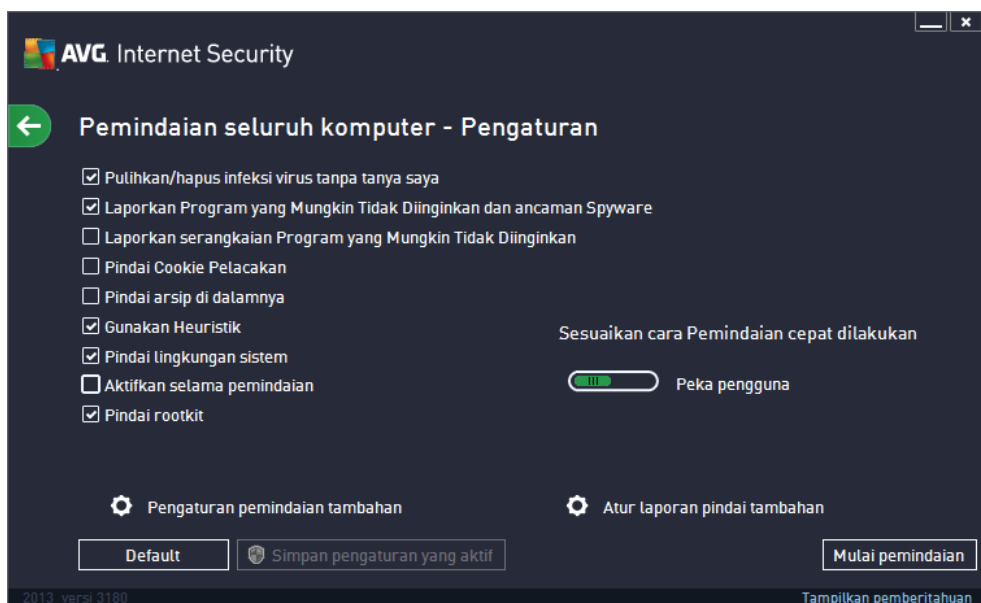 AVG. Internet Security
Pemindaian seluruh komputer - Pengaturan
Pulihkan/hapus infeksi virus tanpa tanya saya
Laporkan Program yang Mungkin Tidak Diinginkan dan ancaman Spyware
Laporkan serangkaian Program yang Mungkin Tidak Diinginkan
Pindai Cookie Pelacakan
Pindai arsip di dalamnya
Gunakan Heuristik
Pindai lingkungan sistem
Aktifkan selama pemindaian
Pindai rootkit
Sesuaikan cara Pemindaian cepat dilakukan
Peka pengguna
Pengaturan pemindaian tambahan
Atur laporan pindai tambahan
Default
Simpan pengaturan yang aktif
Mulai pemindaian
2013 versi 3180
Tampilkan pemberitahuan